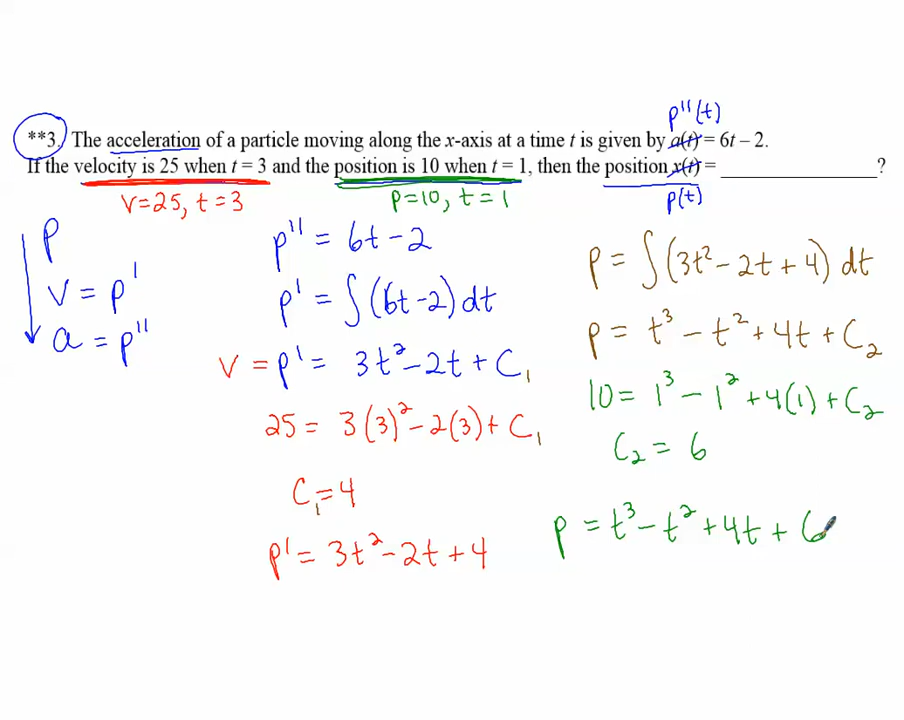 p''(t)
**3. The acceleration of a particle moving along the x-axis at a time t is given by a(t) = 6t – 2.
If the velocity is 25 when t = 3 and the position is 10 when t = 1, then the position x(t) = ____________________ ?
v=25, t=3
p=10, t=1
p(t)
p
v = p'
a = p''
p'' = 6t - 2
p' = ∫(6t-2)dt
v = p' = 3t² - 2t + C₁
25 = 3(3)² - 2(3) + C₁
C₁ = 4
p' = 3t² - 2t + 4
p = ∫(3t² - 2t + 4) dt
p = t³ - t² + 4t + C₂
10 = 1³ - 1² + 4(1) + C₂
C₂ = 6
p = t³ - t² + 4t + 6